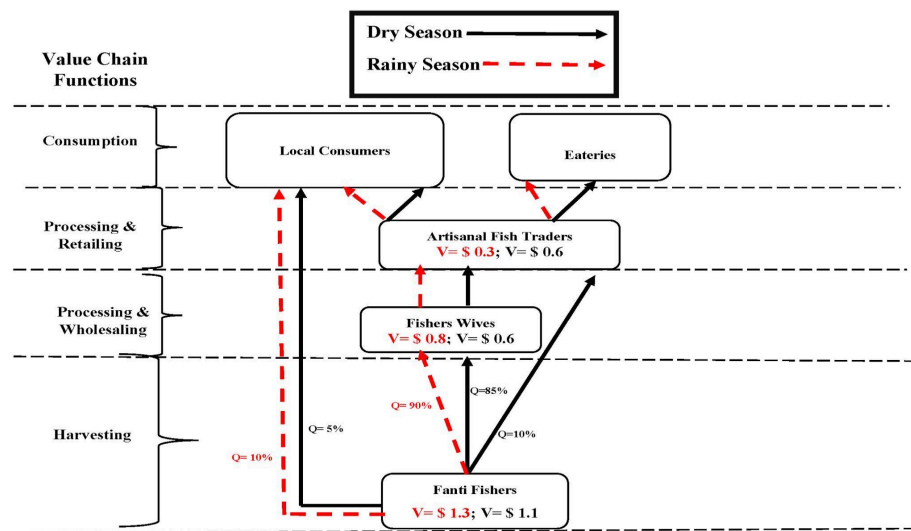 Dry Season
Rainy Season
Value Chain
Functions
Consumption
Local Consumers
Eateries
Processing &
Retailing
Artisanal Fish Traders
V= $ 0.3; V= $ 0.6
Processing &
Wholesaling
Fishers Wives
V= $ 0.8; V= $ 0.6
Q=85%
Q= 90%
Harvesting
Q= 5%
Q=10%
Q= 10%
Fanti Fishers
V= $ 1.3; V= $ 1.1